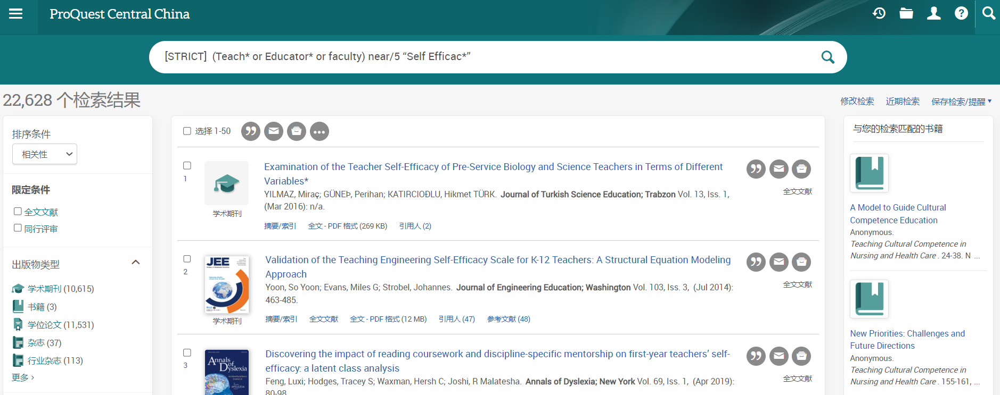 ProQuest Central China
[STRICT]  (Teach* or Educator* or faculty) near/5 “Self Efficac*”
22,628 个检索结果
修改检索 近期检索 保存检索/提醒
排序条件
相关性
限定条件
全文文献
同行评审
出版物类型
学术期刊 (10,615)
书籍 (3)
学位论文 (11,531)
杂志 (37)
行业杂志 (113)
更多 ›
选择 1-50
1
学术期刊
Examination of the Teacher Self-Efficacy of Pre-Service Biology and Science Teachers in Terms of Different
Variables*
YILMAZ, Miraç; GÜNEÞ, Perihan; KATIRCIOÐLU, Hikmet TÜRK. Journal of Turkish Science Education; Trabzon Vol. 13, Iss. 1,
(Mar 2016): n/a.
全文文献
摘要/索引 全文 - PDF 格式 (269 KB) 引用人 (2)
2
JEE
学术期刊
Validation of the Teaching Engineering Self-Efficacy Scale for K-12 Teachers: A Structural Equation Modeling
Approach
Yoon, So Yoon; Evans, Miles G; Strobel, Johannes. Journal of Engineering Education; Washington Vol. 103, Iss. 3, (Jul 2014):
463-485.
全文文献
摘要/索引 全文文献 全文 - PDF 格式 (12 MB) 引用人 (47) 参考文献 (48)
3
Annals
of Dyslexia
Discovering the impact of reading coursework and discipline-specific mentorship on first-year teachers’ self-
efficacy: a latent class analysis
Feng, Luxi; Hodges, Tracey S; Waxman, Hersh C; Joshi, R Malatesha. Annals of Dyslexia; New York Vol. 69, Iss. 1, (Apr 2019):
80-98.
全文文献
与您的检索匹配的书籍
A Model to Guide Cultural
Competence Education
Anonymous.
Teaching Cultural Competence in
Nursing and Health Care . 24-38. N ...
New Priorities: Challenges and
Future Directions
Anonymous.
Teaching Cultural Competence in
Nursing and Health Care . 155-161, ...